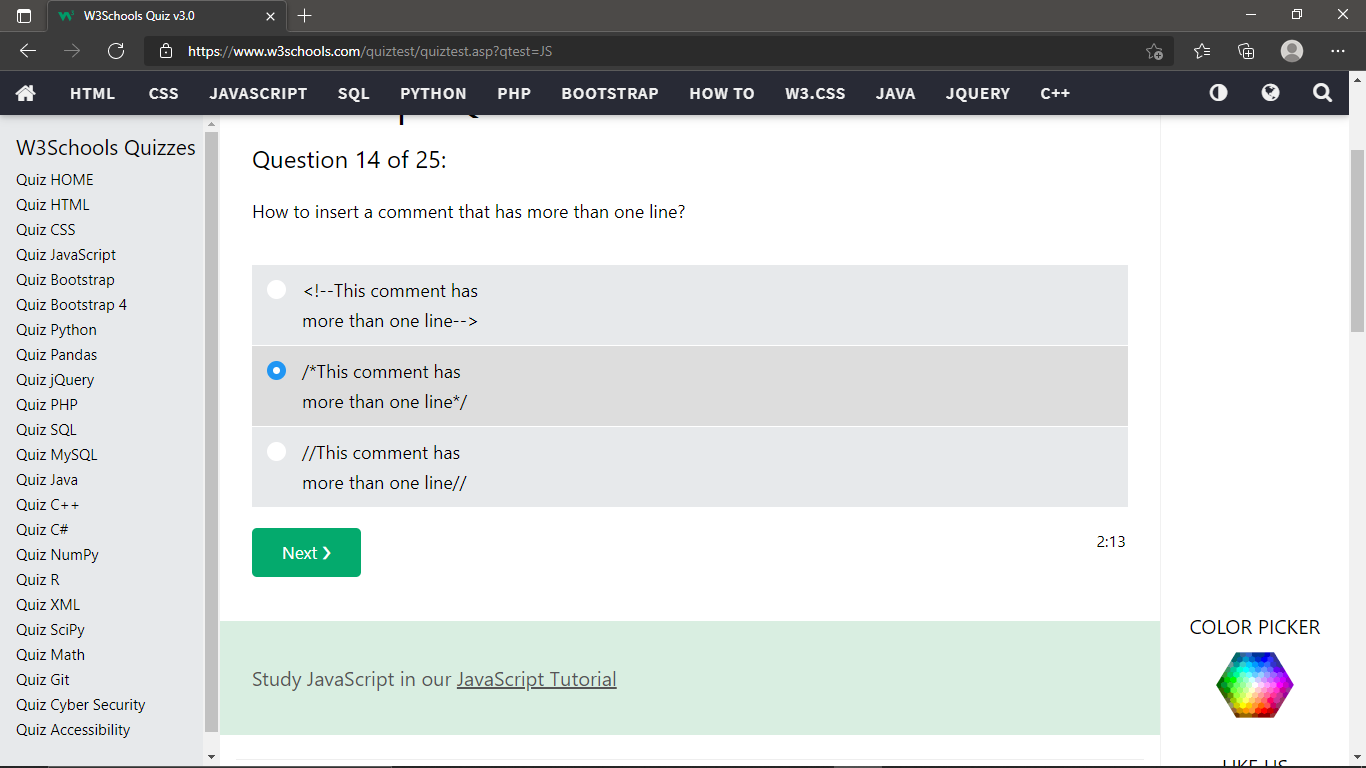 W3Schools Quiz v3.0
https://www.w3schools.com/quiztest/quiztest.asp?qtest=JS
HTML CSS JAVASCRIPT SQL PYTHON PHP BOOTSTRAP HOW TO W3.CSS JAVA JQUERY C++
W3Schools Quizzes
Quiz HOME
Quiz HTML
Quiz CSS
Quiz JavaScript
Quiz Bootstrap
Quiz Bootstrap 4
Quiz Python
Quiz Pandas
Quiz jQuery
Quiz PHP
Quiz SQL
Quiz MySQL
Quiz Java
Quiz C++
Quiz C#
Quiz NumPy
Quiz R
Quiz XML
Quiz SciPy
Quiz Math
Quiz Git
Quiz Cyber Security
Quiz Accessibility
Question 14 of 25:
How to insert a comment that has more than one line?
<!--This comment has
more than one line-->
/*This comment has
more than one line*/
//This comment has
more than one line//
Next ❯
2:13
Study JavaScript in our JavaScript Tutorial
COLOR PICKER
LIKE US